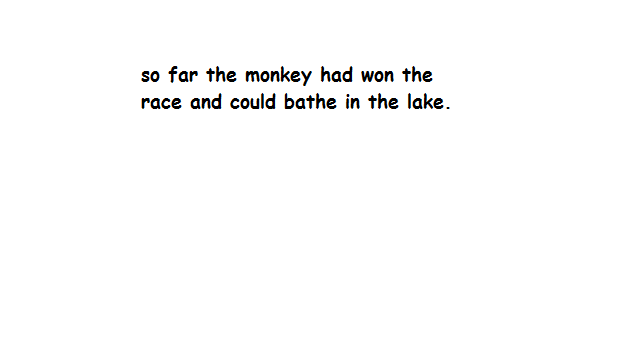 so far the monkey had won the
race and could bathe in the lake.